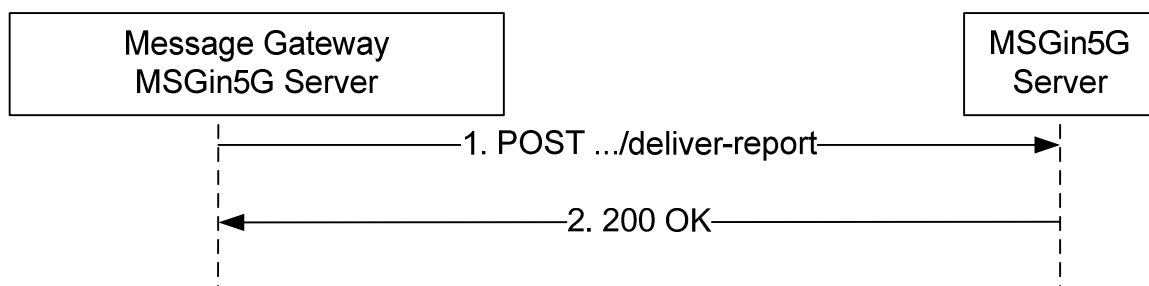 Message Gateway
MSGin5G Server
MSGin5G
Server
1. POST .../deliver-report
2. 200 OK